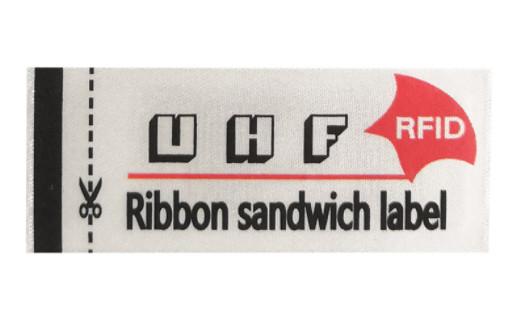 UHF
RFID
Ribbon sandwich label